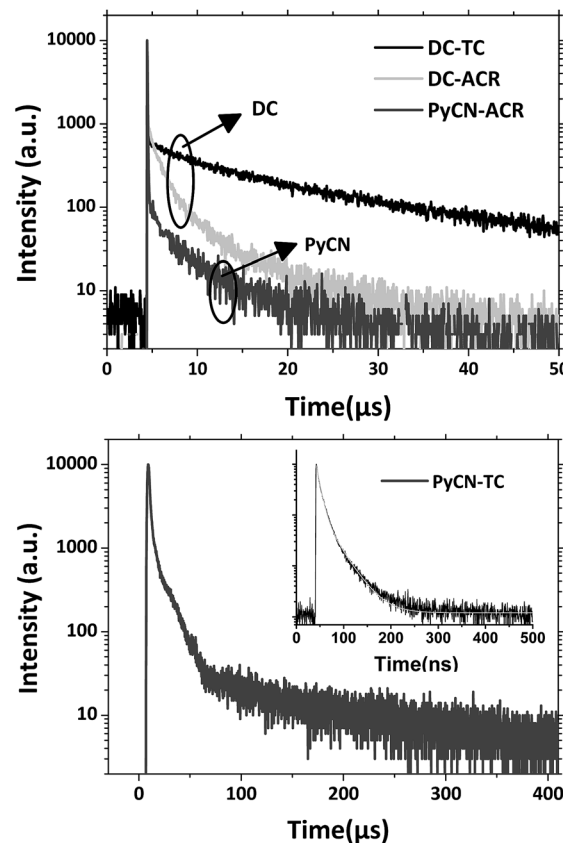 10000
1000
100
10
Intensity (a.u.)
DC-TC
DC-ACR
PyCN-ACR
DC
PyCN
0 10 20 30 40 50
Time(μs)
10000
1000
100
10
Intensity (a.u.)
PyCN-TC
0 100 200 300 400 500
Time(ns)
0 100 200 300 400
Time(μs)